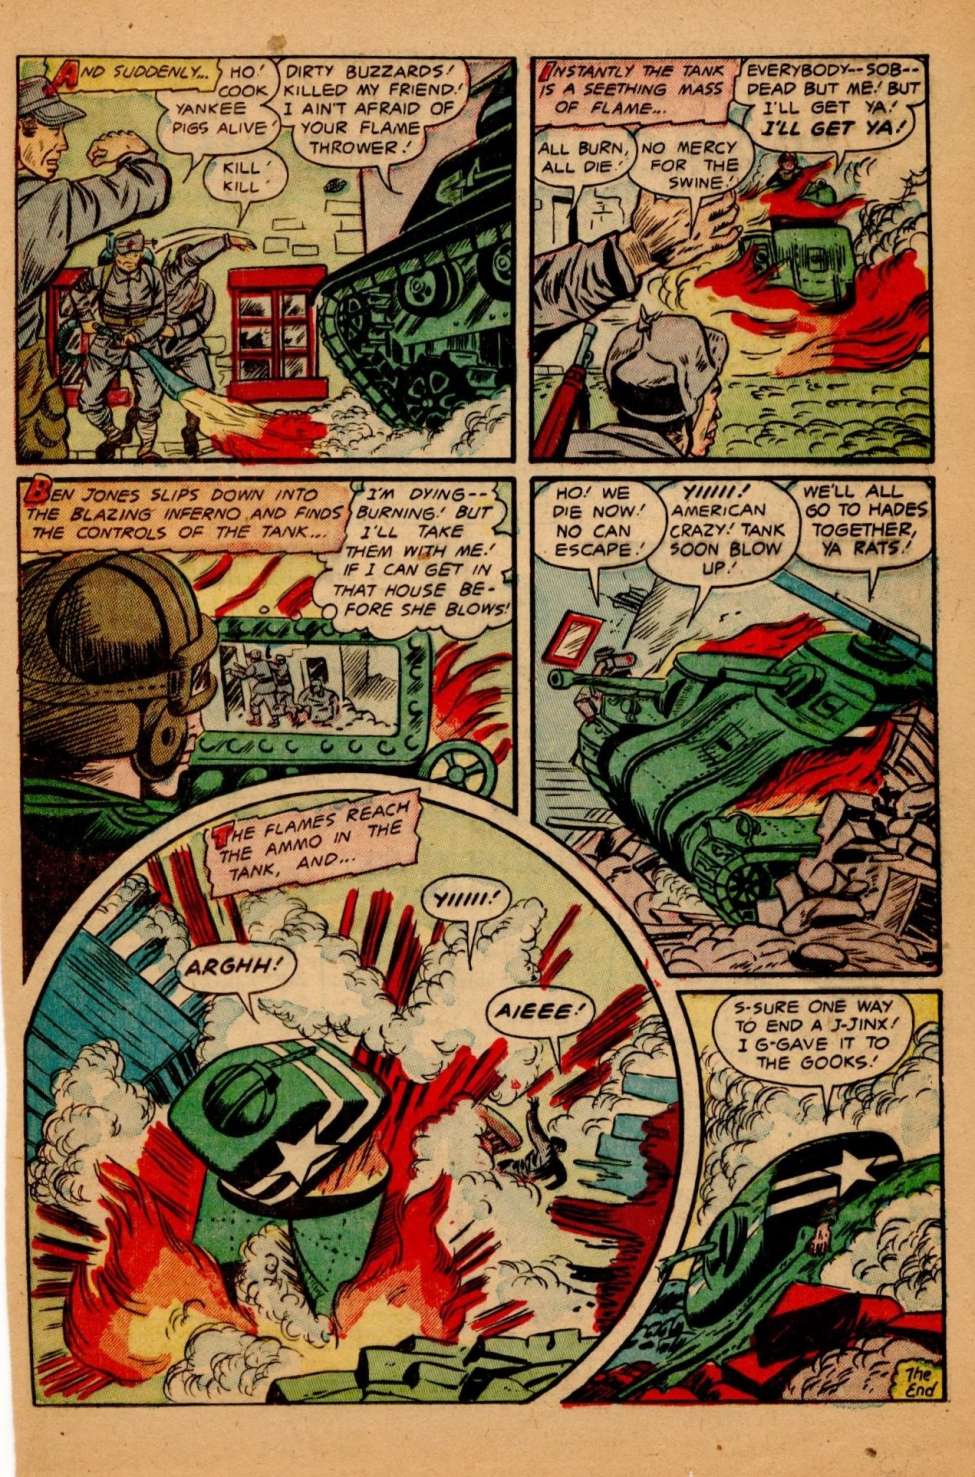 AND SUDDENLY...
HO!
COOK
YANKEE
PIGS ALIVE!
KILL!
KILL!
DIRTY BUZZARDS!
KILLED MY FRIEND!
I AIN'T AFRAID OF
YOUR FLAME
THROWER!
INSTANTLY THE TANK
IS A SEETHING MASS
OF FLAME...
ALL BURN,
ALL DIE!
NO MERCY
FOR THE
SWINE!
EVERYBODY--SOB--
DEAD BUT ME! BUT
I'LL GET YA!
I'LL GET YA!
BEN JONES SLIPS DOWN INTO
THE BLAZING INFERNO AND FINDS
THE CONTROLS OF THE TANK....
I'M DYING--
BURNING! BUT
I'LL TAKE
THEM WITH ME!
IF I CAN GET IN
THAT HOUSE BE-
FORE SHE BLOWS!
HO! WE
DIE NOW!
NO CAN
ESCAPE!
YIIIII!
AMERICAN
CRAZY! TANK
SOON BLOW
UP!
WE'LL ALL
GO TO HADES
TOGETHER,
YA RATS!
THE FLAMES REACH
THE AMMO IN THE
TANK, AND...
ARGHH!
YIIIII!
AIEEE!
S-SURE ONE WAY
TO END A J-JINX!
I G-GAVE IT TO
THE GOOKS!
The
End